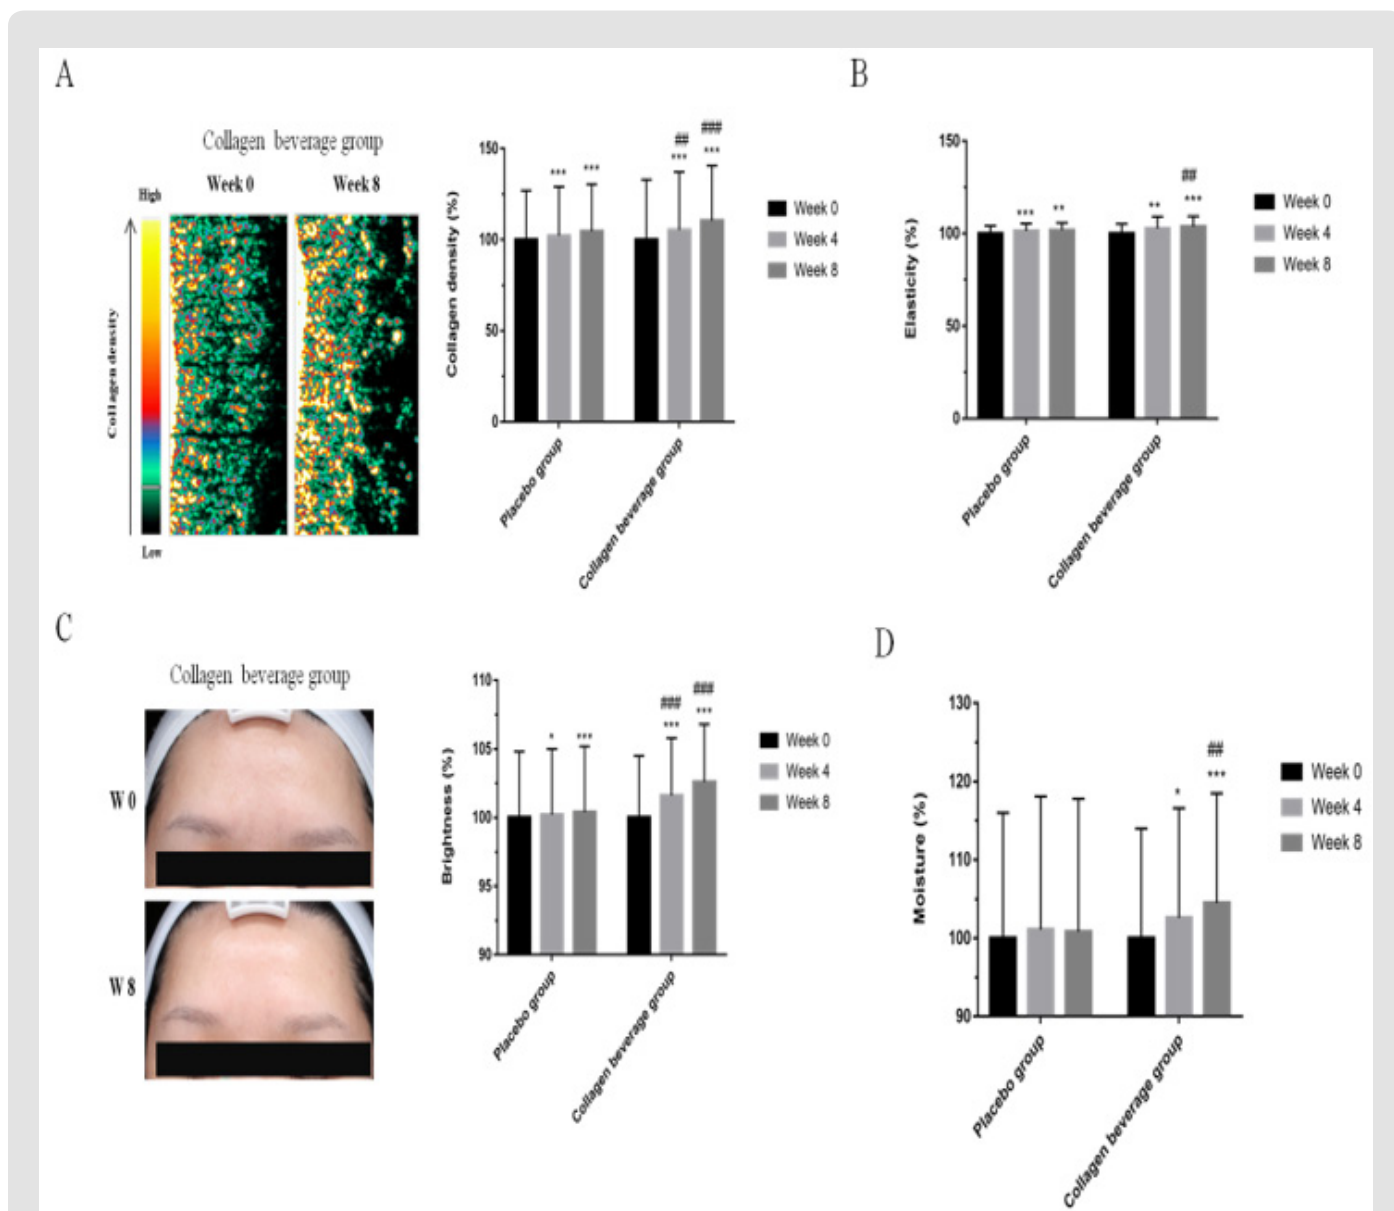 A
Collagen beverage group
Week 0
Week 8
High
Collagen density
Low
## ###
*** *** *** ***
150
100
50
0
Collagen density (%)
Placebo group
Collagen beverage group
Week 0
Week 4
Week 8
B
##
*** ** ** ***
150
100
50
0
Elasticity (%)
Placebo group
Collagen beverage group
Week 0
Week 4
Week 8
C
Collagen beverage group
W 0
W 8
### ###
* *** *** ***
110
105
100
95
90
Brightness (%)
Placebo group
Collagen beverage group
Week 0
Week 4
Week 8
D
##
* ***
130
120
110
100
90
Moisture (%)
Placebo group
Collagen beverage group
Week 0
Week 4
Week 8